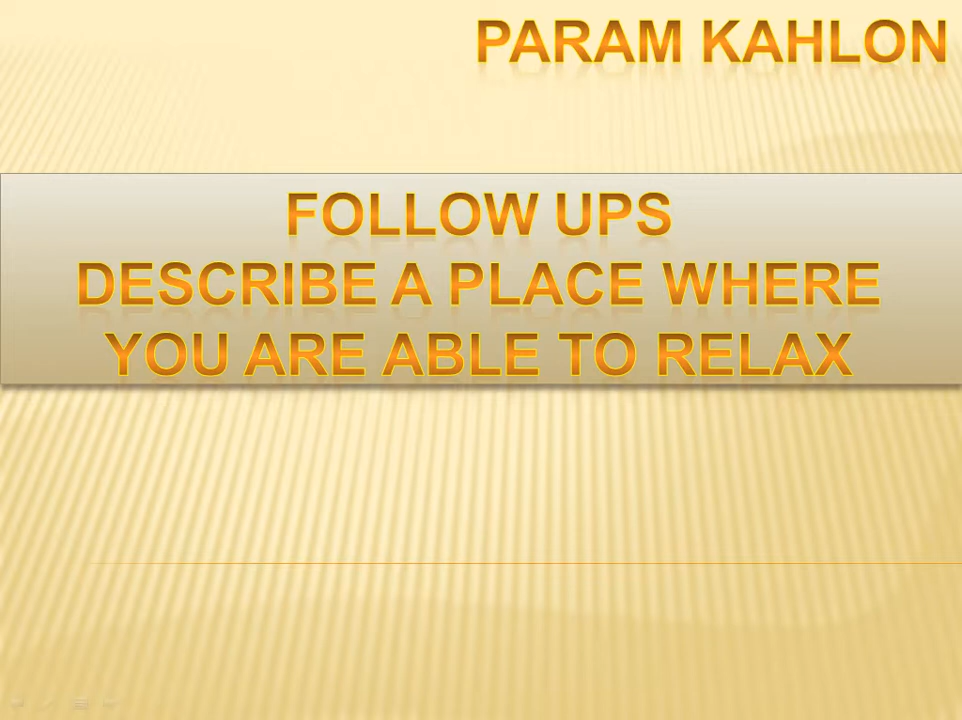 PARAM KAHLON
FOLLOW UPS
DESCRIBE A PLACE WHERE
YOU ARE ABLE TO RELAX